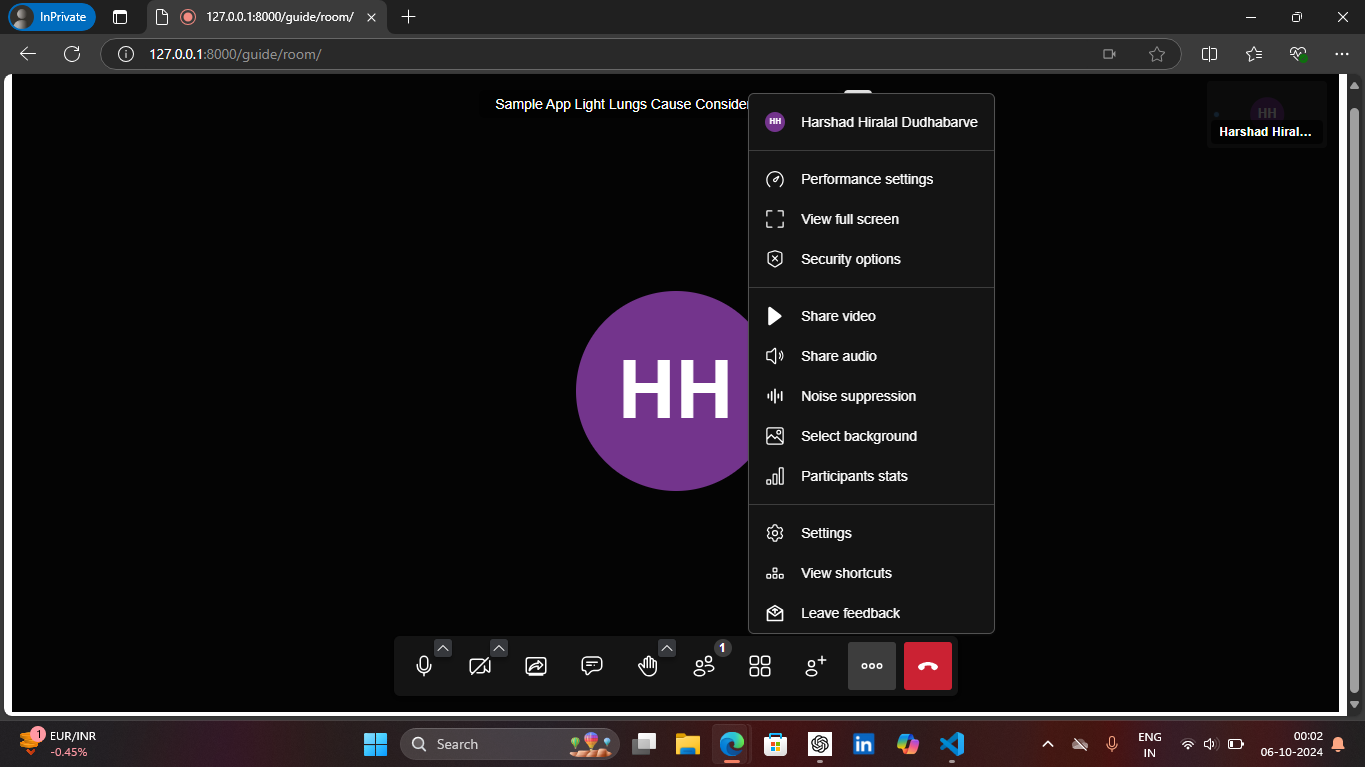 InPrivate
127.0.0.1:8000/guide/room/
127.0.0.1:8000/guide/room/
Sample App Light Lungs Cause Consider
HH
Harshad Hiralal Dudhabarve
HH
Harshad Hiral...
Performance settings
View full screen
Security options
Share video
Share audio
Noise suppression
Select background
Participants stats
Settings
View shortcuts
Leave feedback
HH
1
1
EUR/INR
-0.45%
Search
in
ENG
IN
00:02
06-10-2024